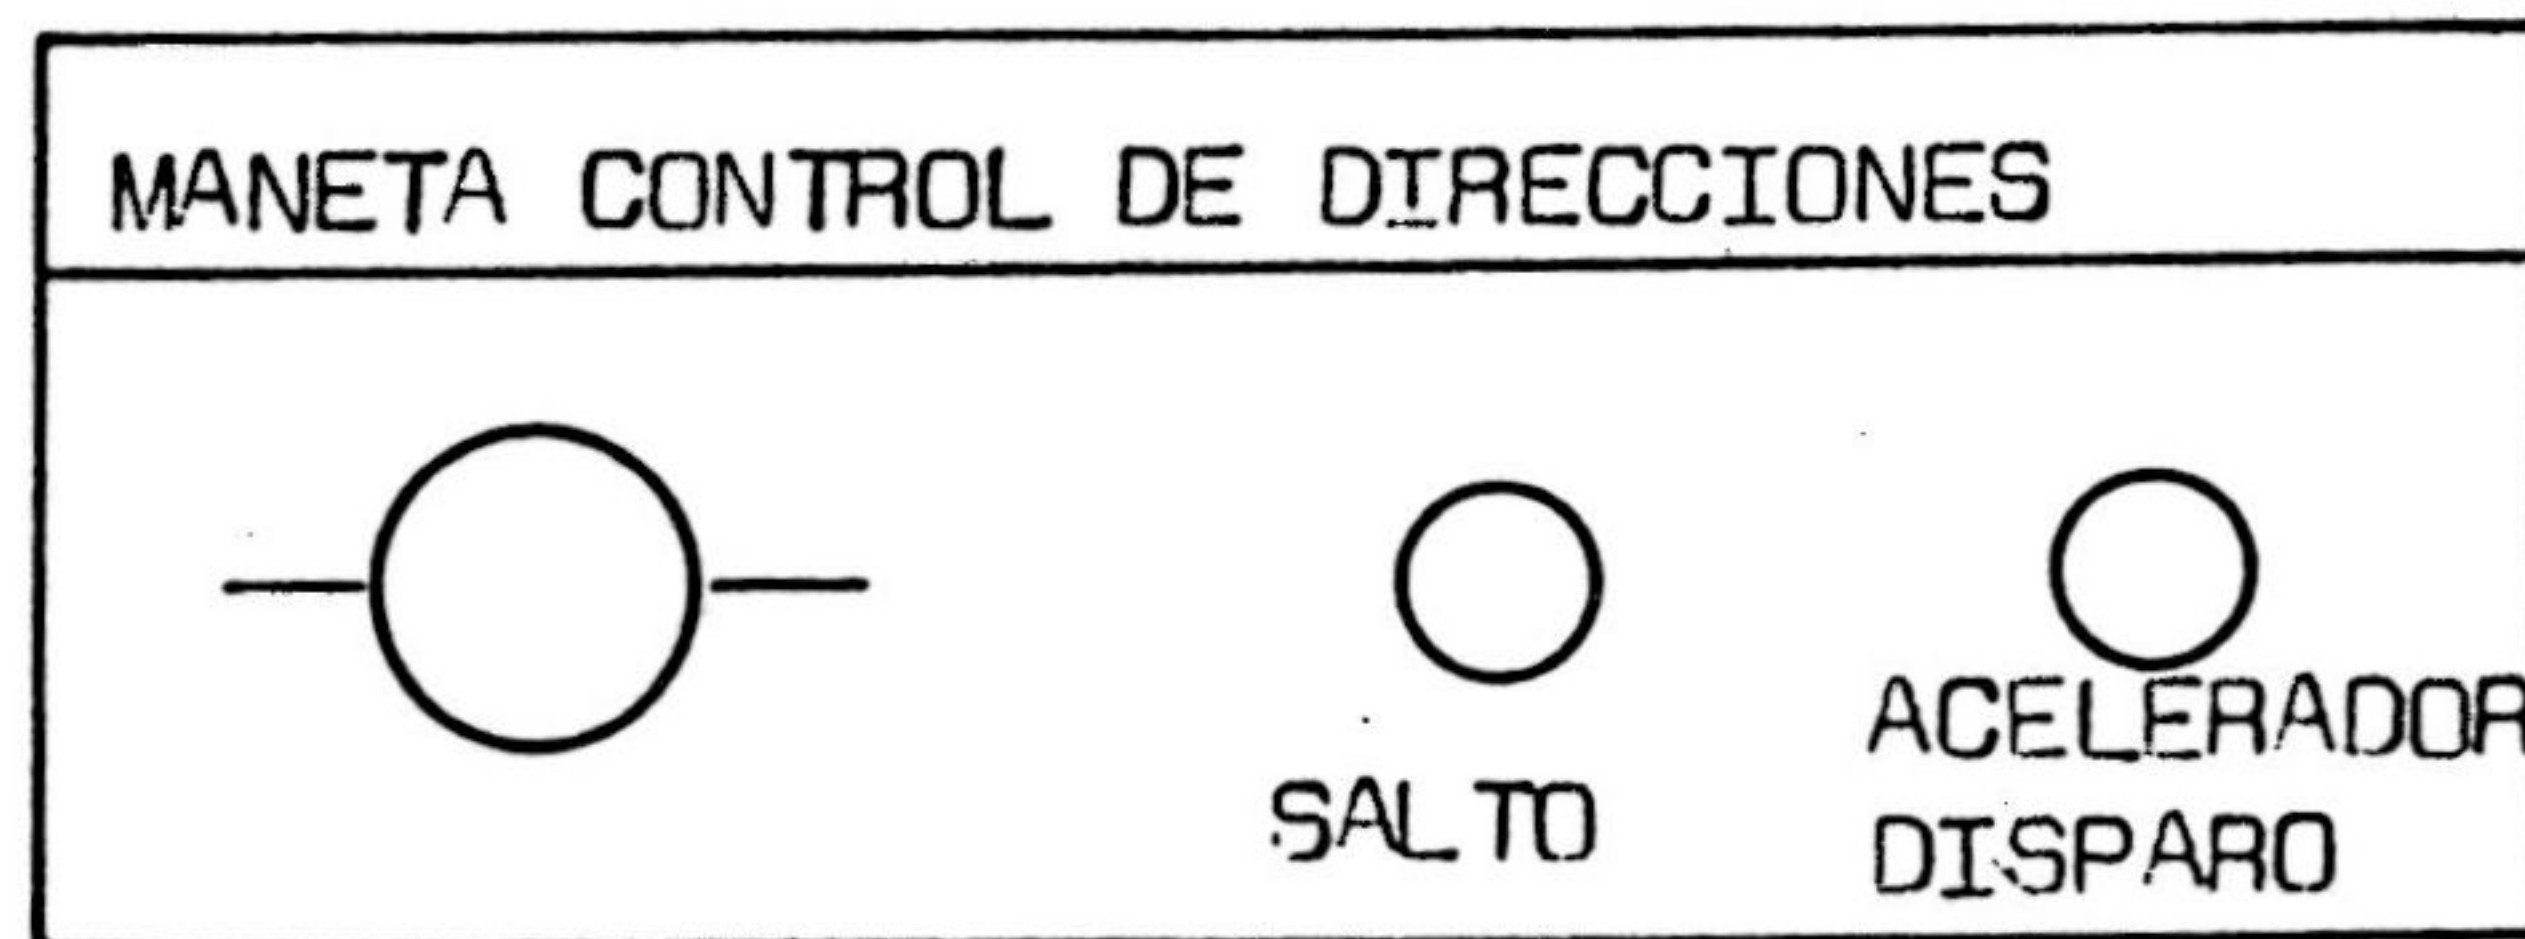 MANETA CONTROL DE DIRECCIONES
SALTO
ACELERADOR
DISPARO